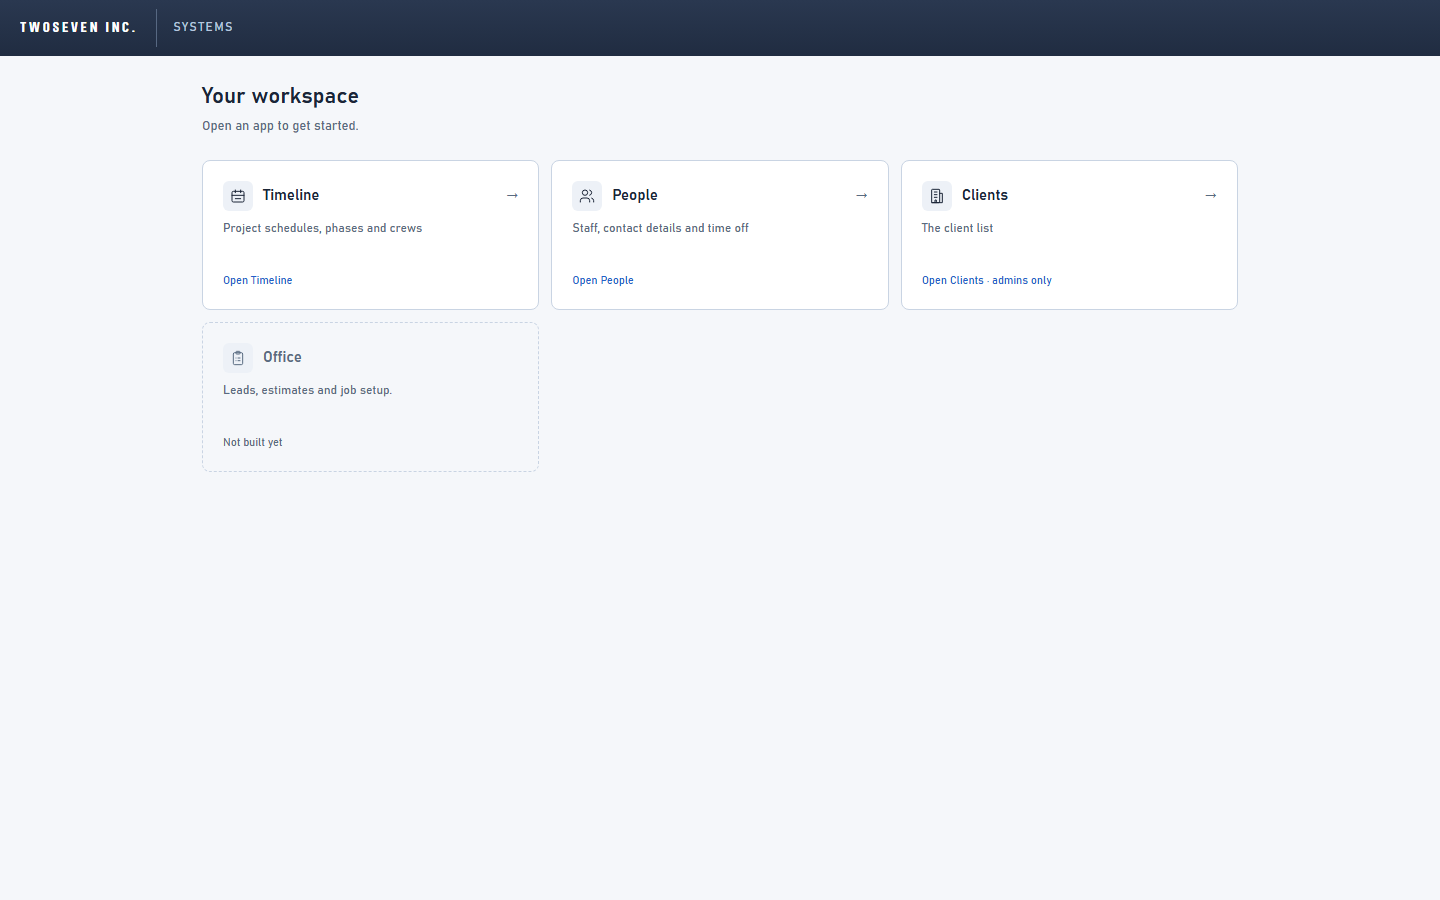 TWOSEVEN INC.
SYSTEMS
Your workspace
Open an app to get started.
Timeline →
Project schedules, phases and crews
Open Timeline
People →
Staff, contact details and time off
Open People
Clients →
The client list
Open Clients · admins only
Office
Leads, estimates and job setup.
Not built yet